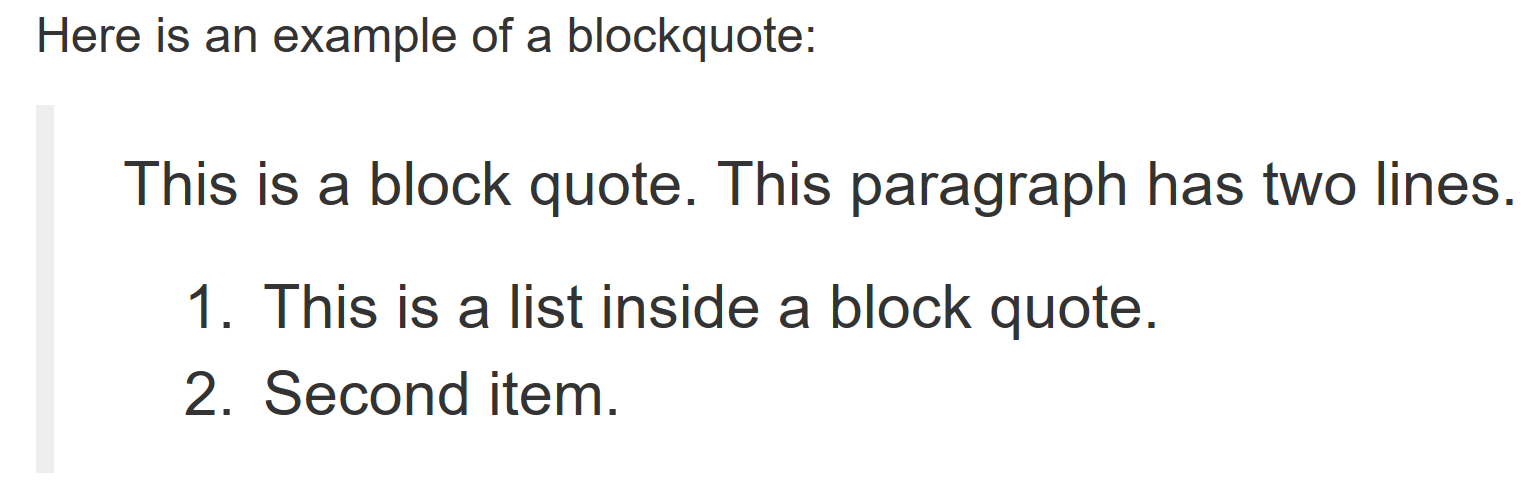 Here is an example of a blockquote:
This is a block quote. This paragraph has two lines.
1. This is a list inside a block quote.
2. Second item.